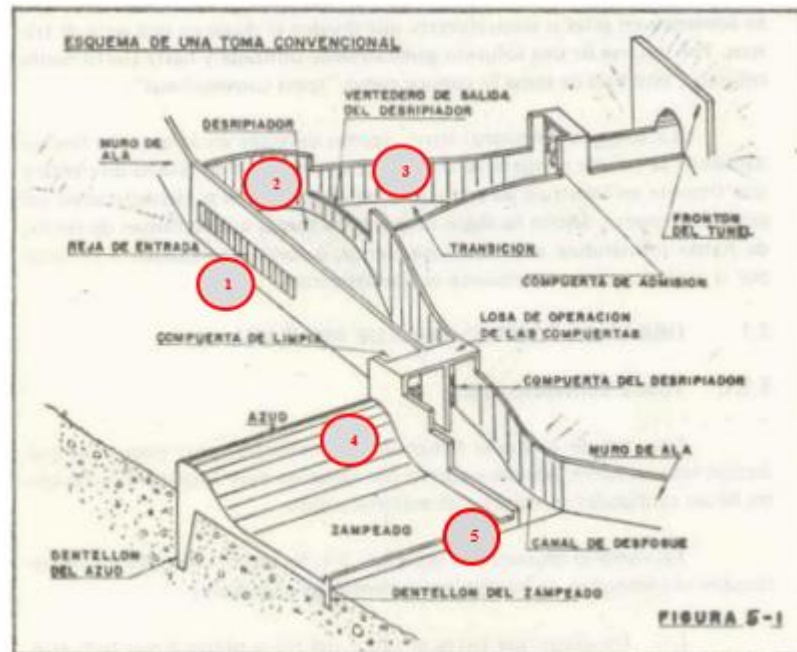 ESQUEMA DE UNA TOMA CONVENCIONAL
VERTEDERO DE SALIDA
DEL DESRIPIADOR
DESRIPIADOR
MURO DE
ALA
3
2
REJA DE ENTRADA
1
TRANSICION
FRONTON
DEL TUNEL
COMPUERTA DE ADMISION
LOSA DE OPERACION
DE LAS COMPUERTAS
COMPUERTA DE LIMPIA
COMPUERTA DEL DESRIPIADOR
AZUD
4
MURO DE ALA
ZAMPEADO
5
CANAL DE DESFOGUE
DENTELLON
DEL AZUD
DENTELLON DEL ZAMPEADO
FIGURA 5-1